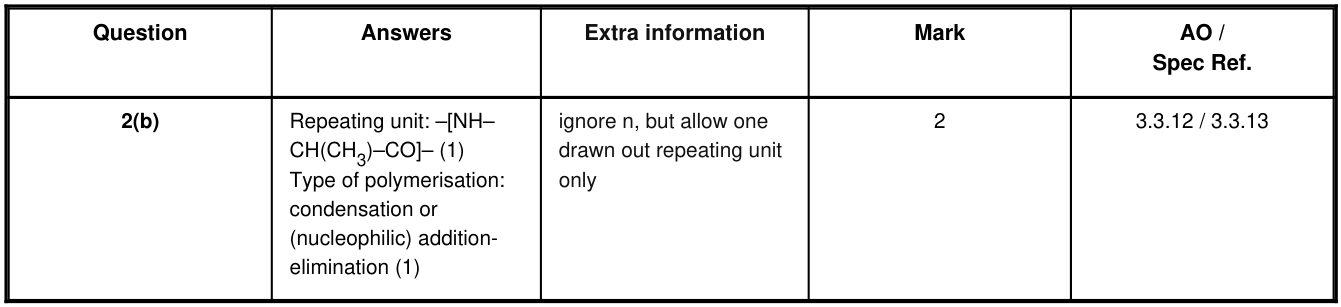 Question Answers Extra information Mark AO /
Spec Ref.
2(b) Repeating unit: –[NH– ignore n, but allow one 2 3.3.12 / 3.3.13
CH(CH₃)–CO]– (1) drawn out repeating unit
Type of polymerisation: only
condensation or
(nucleophilic) addition-
elimination (1)